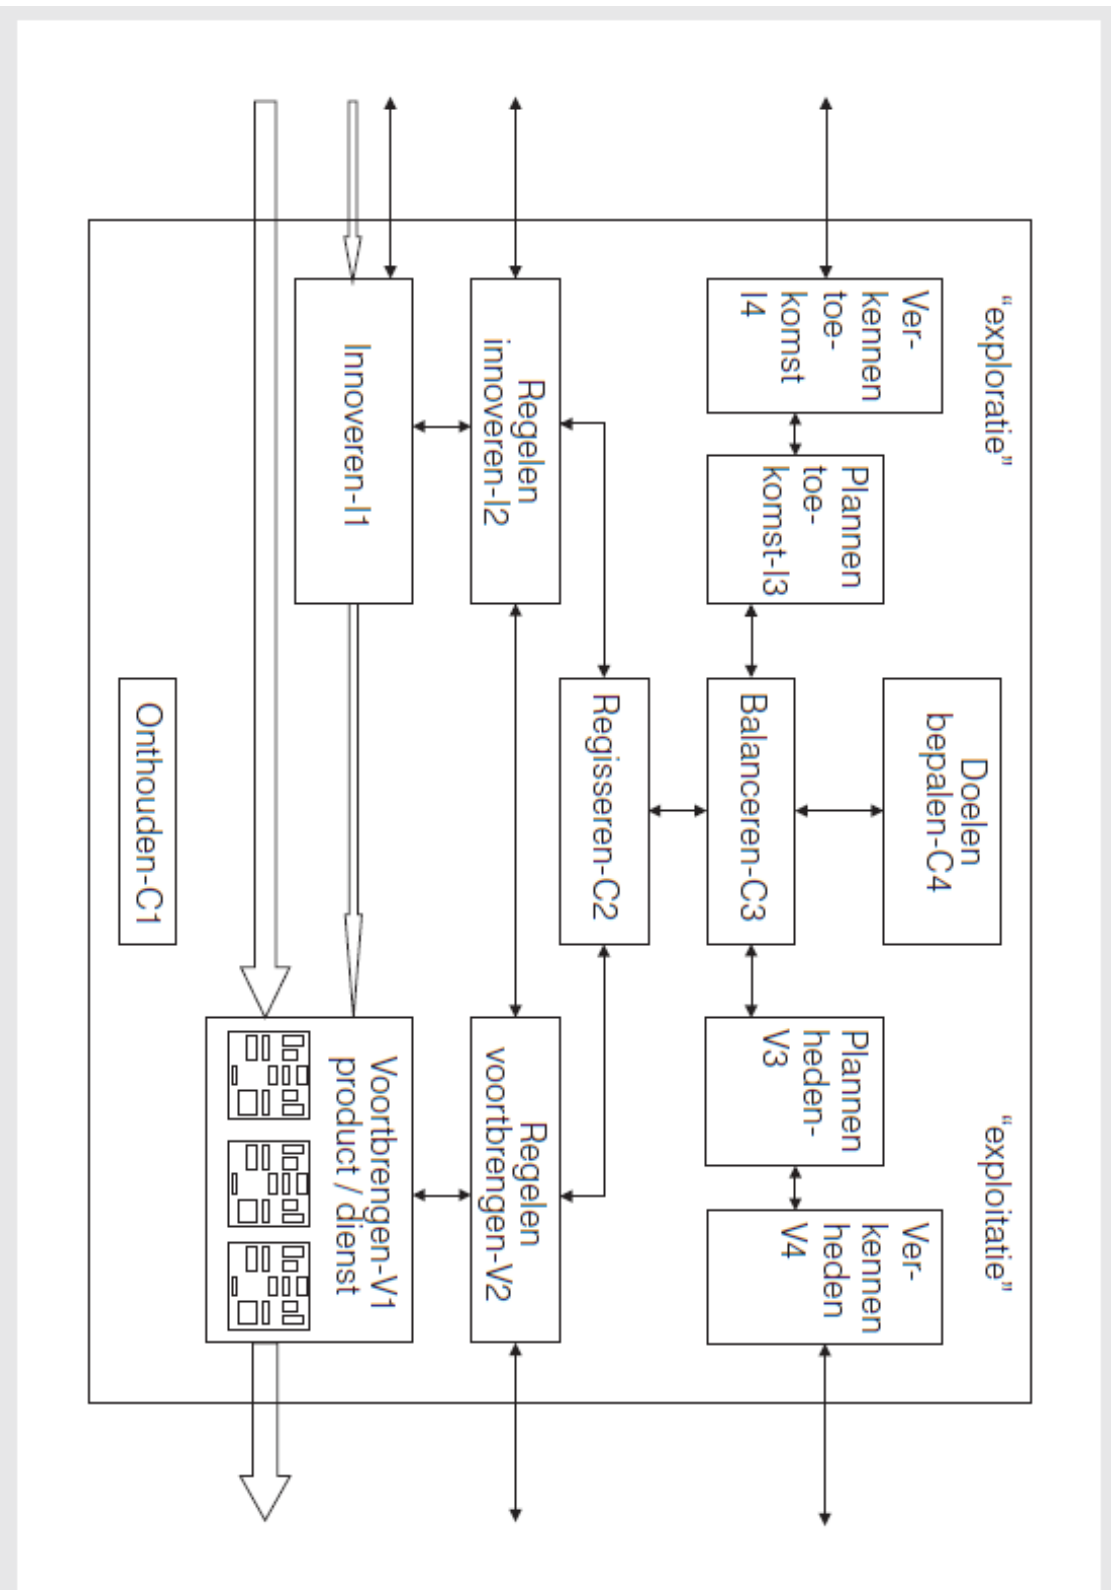 “exploratie”
“exploitatie”
Ver-
kennen
toe-
komst
I4
Plannen
toe-
komst-I3
Doelen
bepalen-C4
Balanceren-C3
Plannen
heden-
V3
Ver-
kennen
heden
V4
Regisseren-C2
Regelen
innoveren-I2
Regelen
voortbrengen-V2
Innoveren-I1
Voortbrengen-V1
product / dienst
Onthouden-C1